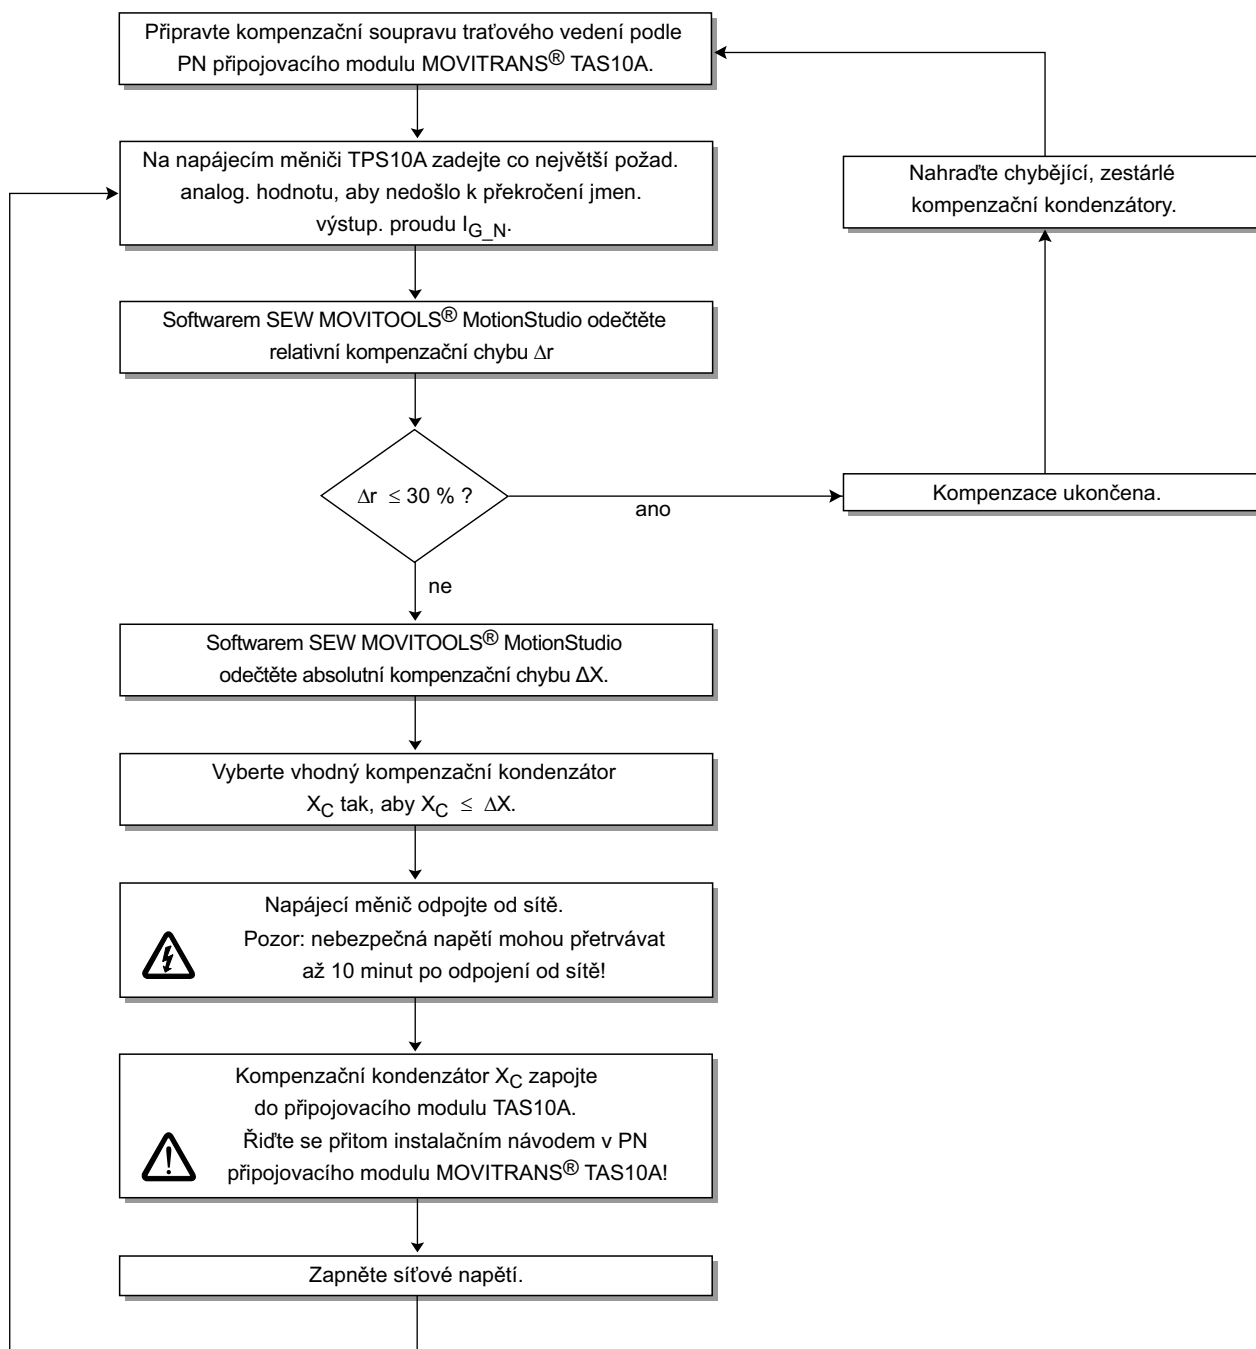 Připravte kompenzační soupravu traťového vedení podle
PN připojovacího modulu MOVITRANS® TAS10A.
Na napájecím měniči TPS10A zadejte co největší požad.
analog. hodnotu, aby nedošlo k překročení jmen.
výstup. proudu I_G_N.
Nahraďte chybějící, zestárlé
kompenzační kondenzátory.
Softwarem SEW MOVITOOLS® MotionStudio odečtěte
relativní kompenzační chybu Δr
Δr ≤ 30 % ?
ano
Kompenzace ukončena.
ne
Softwarem SEW MOVITOOLS® MotionStudio
odečtěte absolutní kompenzační chybu ΔX.
Vyberte vhodný kompenzační kondenzátor
X_C tak, aby X_C ≤ ΔX.
Napájecí měnič odpojte od sítě.
Pozor: nebezpečná napětí mohou přetrvávat
až 10 minut po odpojení od sítě!
Kompenzační kondenzátor X_C zapojte
do připojovacího modulu TAS10A.
Řiďte se přitom instalačním návodem v PN
připojovacího modulu MOVITRANS® TAS10A!
Zapněte síťové napětí.